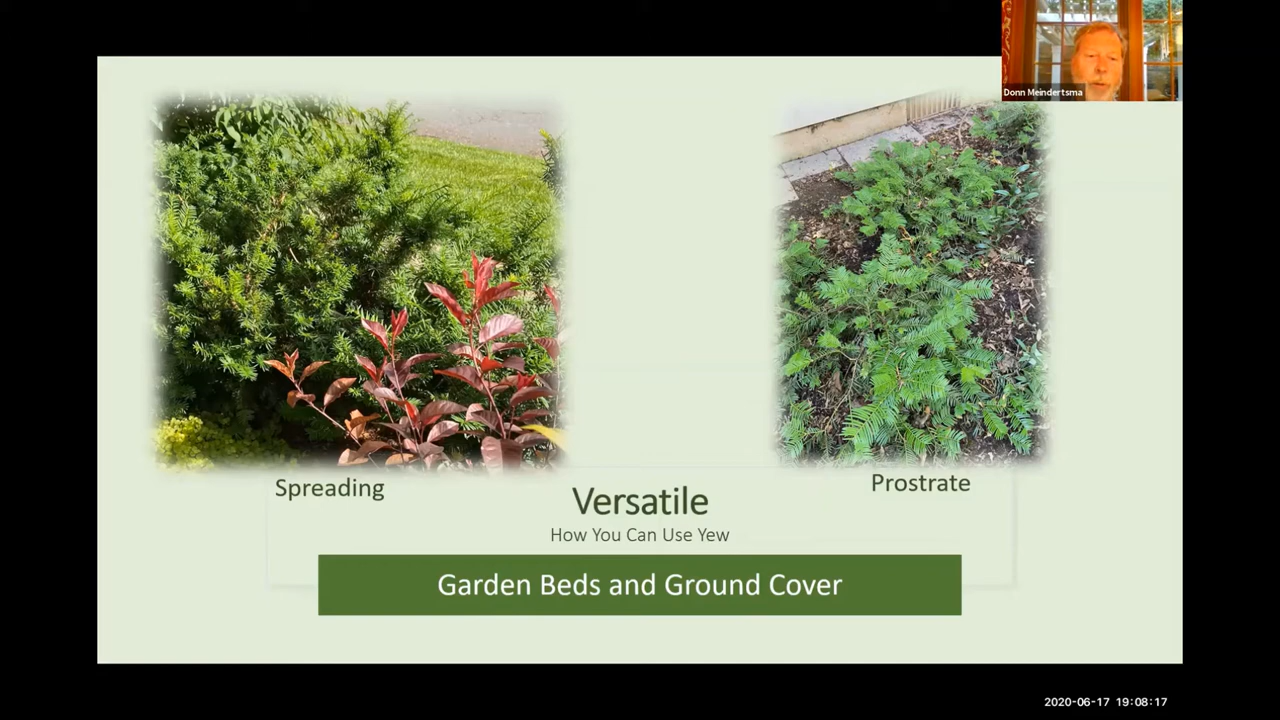 Donn Meindertsma
Spreading
Prostrate
Versatile
How You Can Use Yew
Garden Beds and Ground Cover
2020-06-17 19:08:17